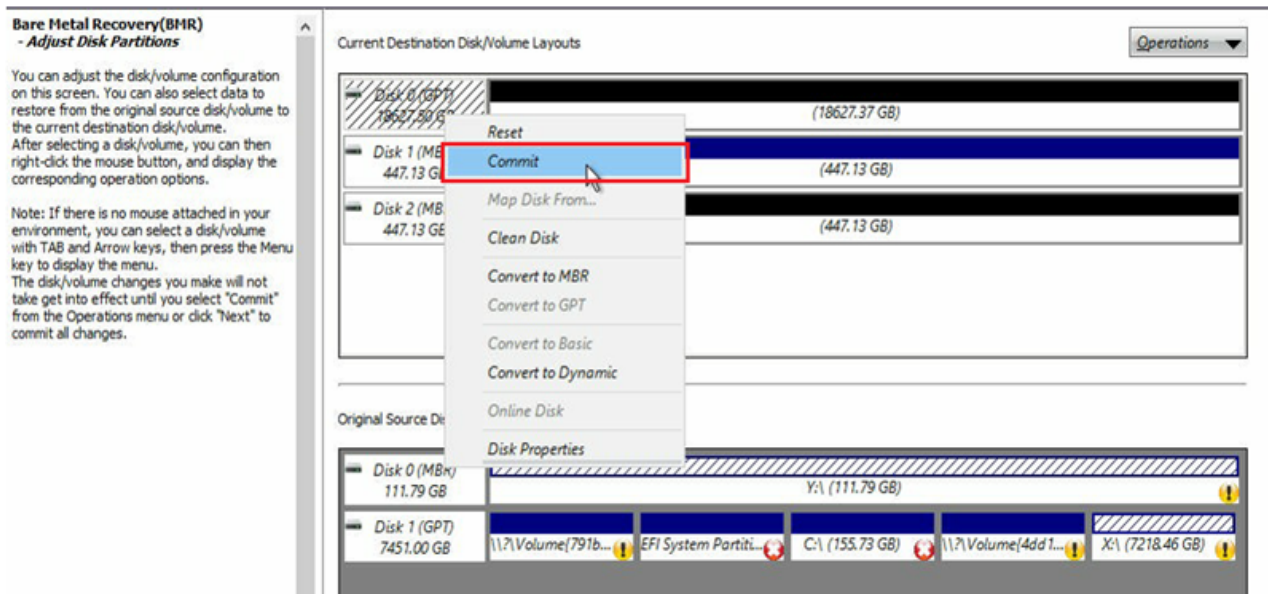 Bare Metal Recovery(BMR)
- Adjust Disk Partitions
You can adjust the disk/volume configuration
on this screen. You can also select data to
restore from the original source disk/volume to
the current destination disk/volume.
After selecting a disk/volume, you can then
right-click the mouse button, and display the
corresponding operation options.
Note: If there is no mouse attached in your
environment, you can select a disk/volume
with TAB and Arrow keys, then press the Menu
key to display the menu.
The disk/volume changes you make will not
take get into effect until you select "Commit"
from the Operations menu or click "Next" to
commit all changes.
Current Destination Disk/Volume Layouts
Operations
Disk 0 (GPT)
18627.50 G
(18627.37 GB)
Disk 1 (MB
447.13 G
(447.13 GB)
Disk 2 (MB
447.13 GB
(447.13 GB)
Reset
Commit
Map Disk From...
Clean Disk
Convert to MBR
Convert to GPT
Convert to Basic
Convert to Dynamic
Online Disk
Disk Properties
Original Source Di
Disk 0 (MBR)
111.79 GB
Y:\ (111.79 GB)
Disk 1 (GPT)
7451.00 GB
\\?\Volume{791b...
EFI System Partiti...
C:\ (155.73 GB)
\\?\Volume{4dd1...
X:\ (7218.46 GB)